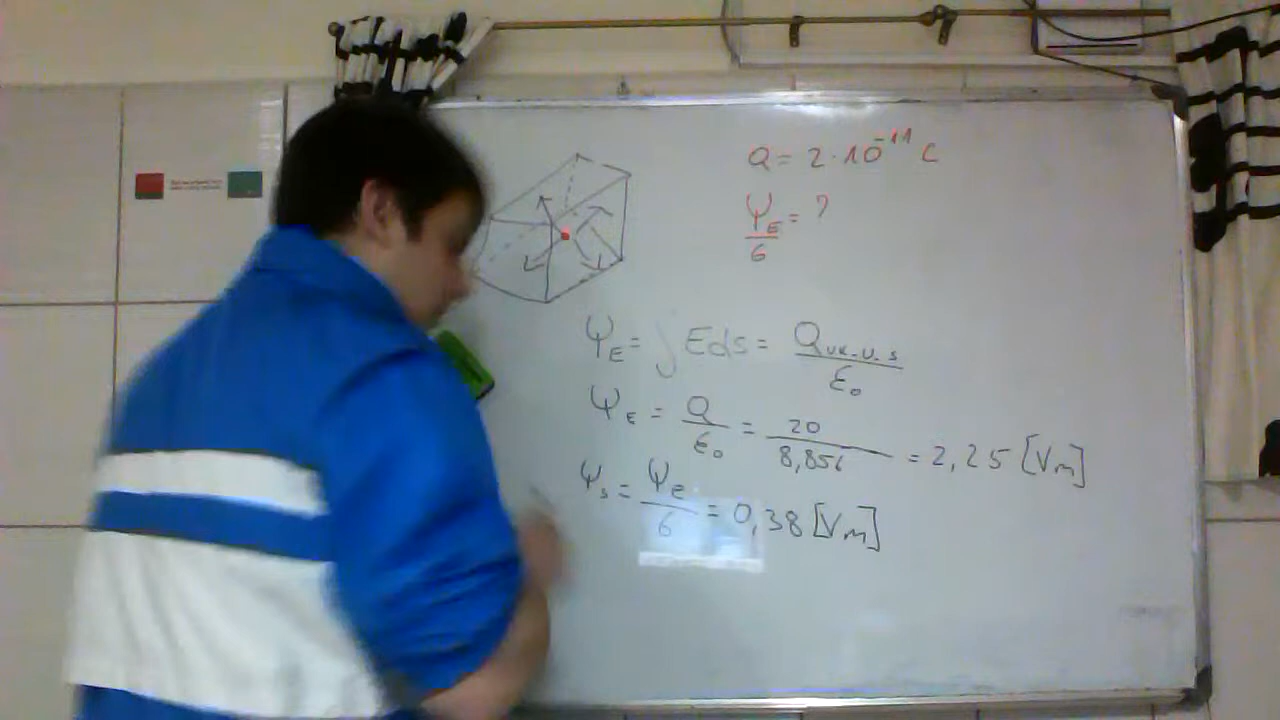 Q = 2 · 10⁻¹¹ C
Ψ_E / 6 = ?
Ψ_E = ∫ E ds = Q_uk.u.s / ε₀
Ψ_E = Q / ε₀ = 20 / 8,856 = 2,25 [Vm]
Ψ_s = Ψ_e / 6 = 0,38 [Vm]